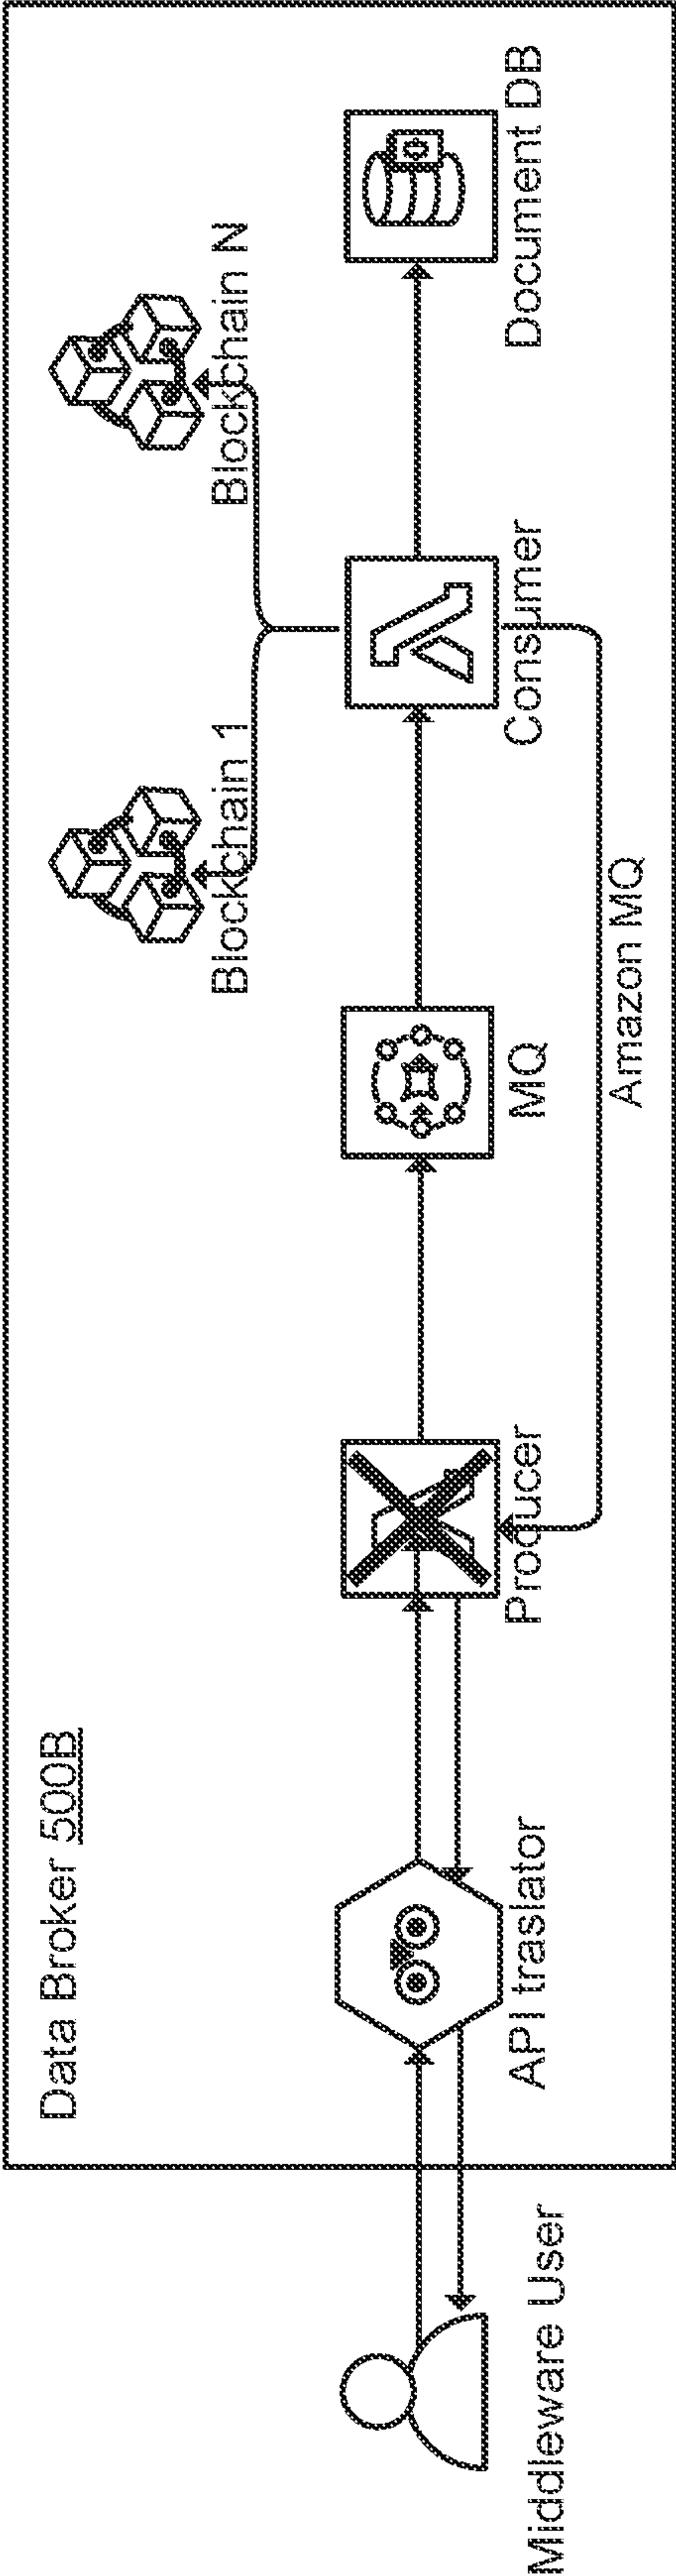 Data Broker 500B
Blockchain 1
Blockchain N
Middleware User
API traslator
Producer
MQ
Consumer
Document DB
Amazon MQ